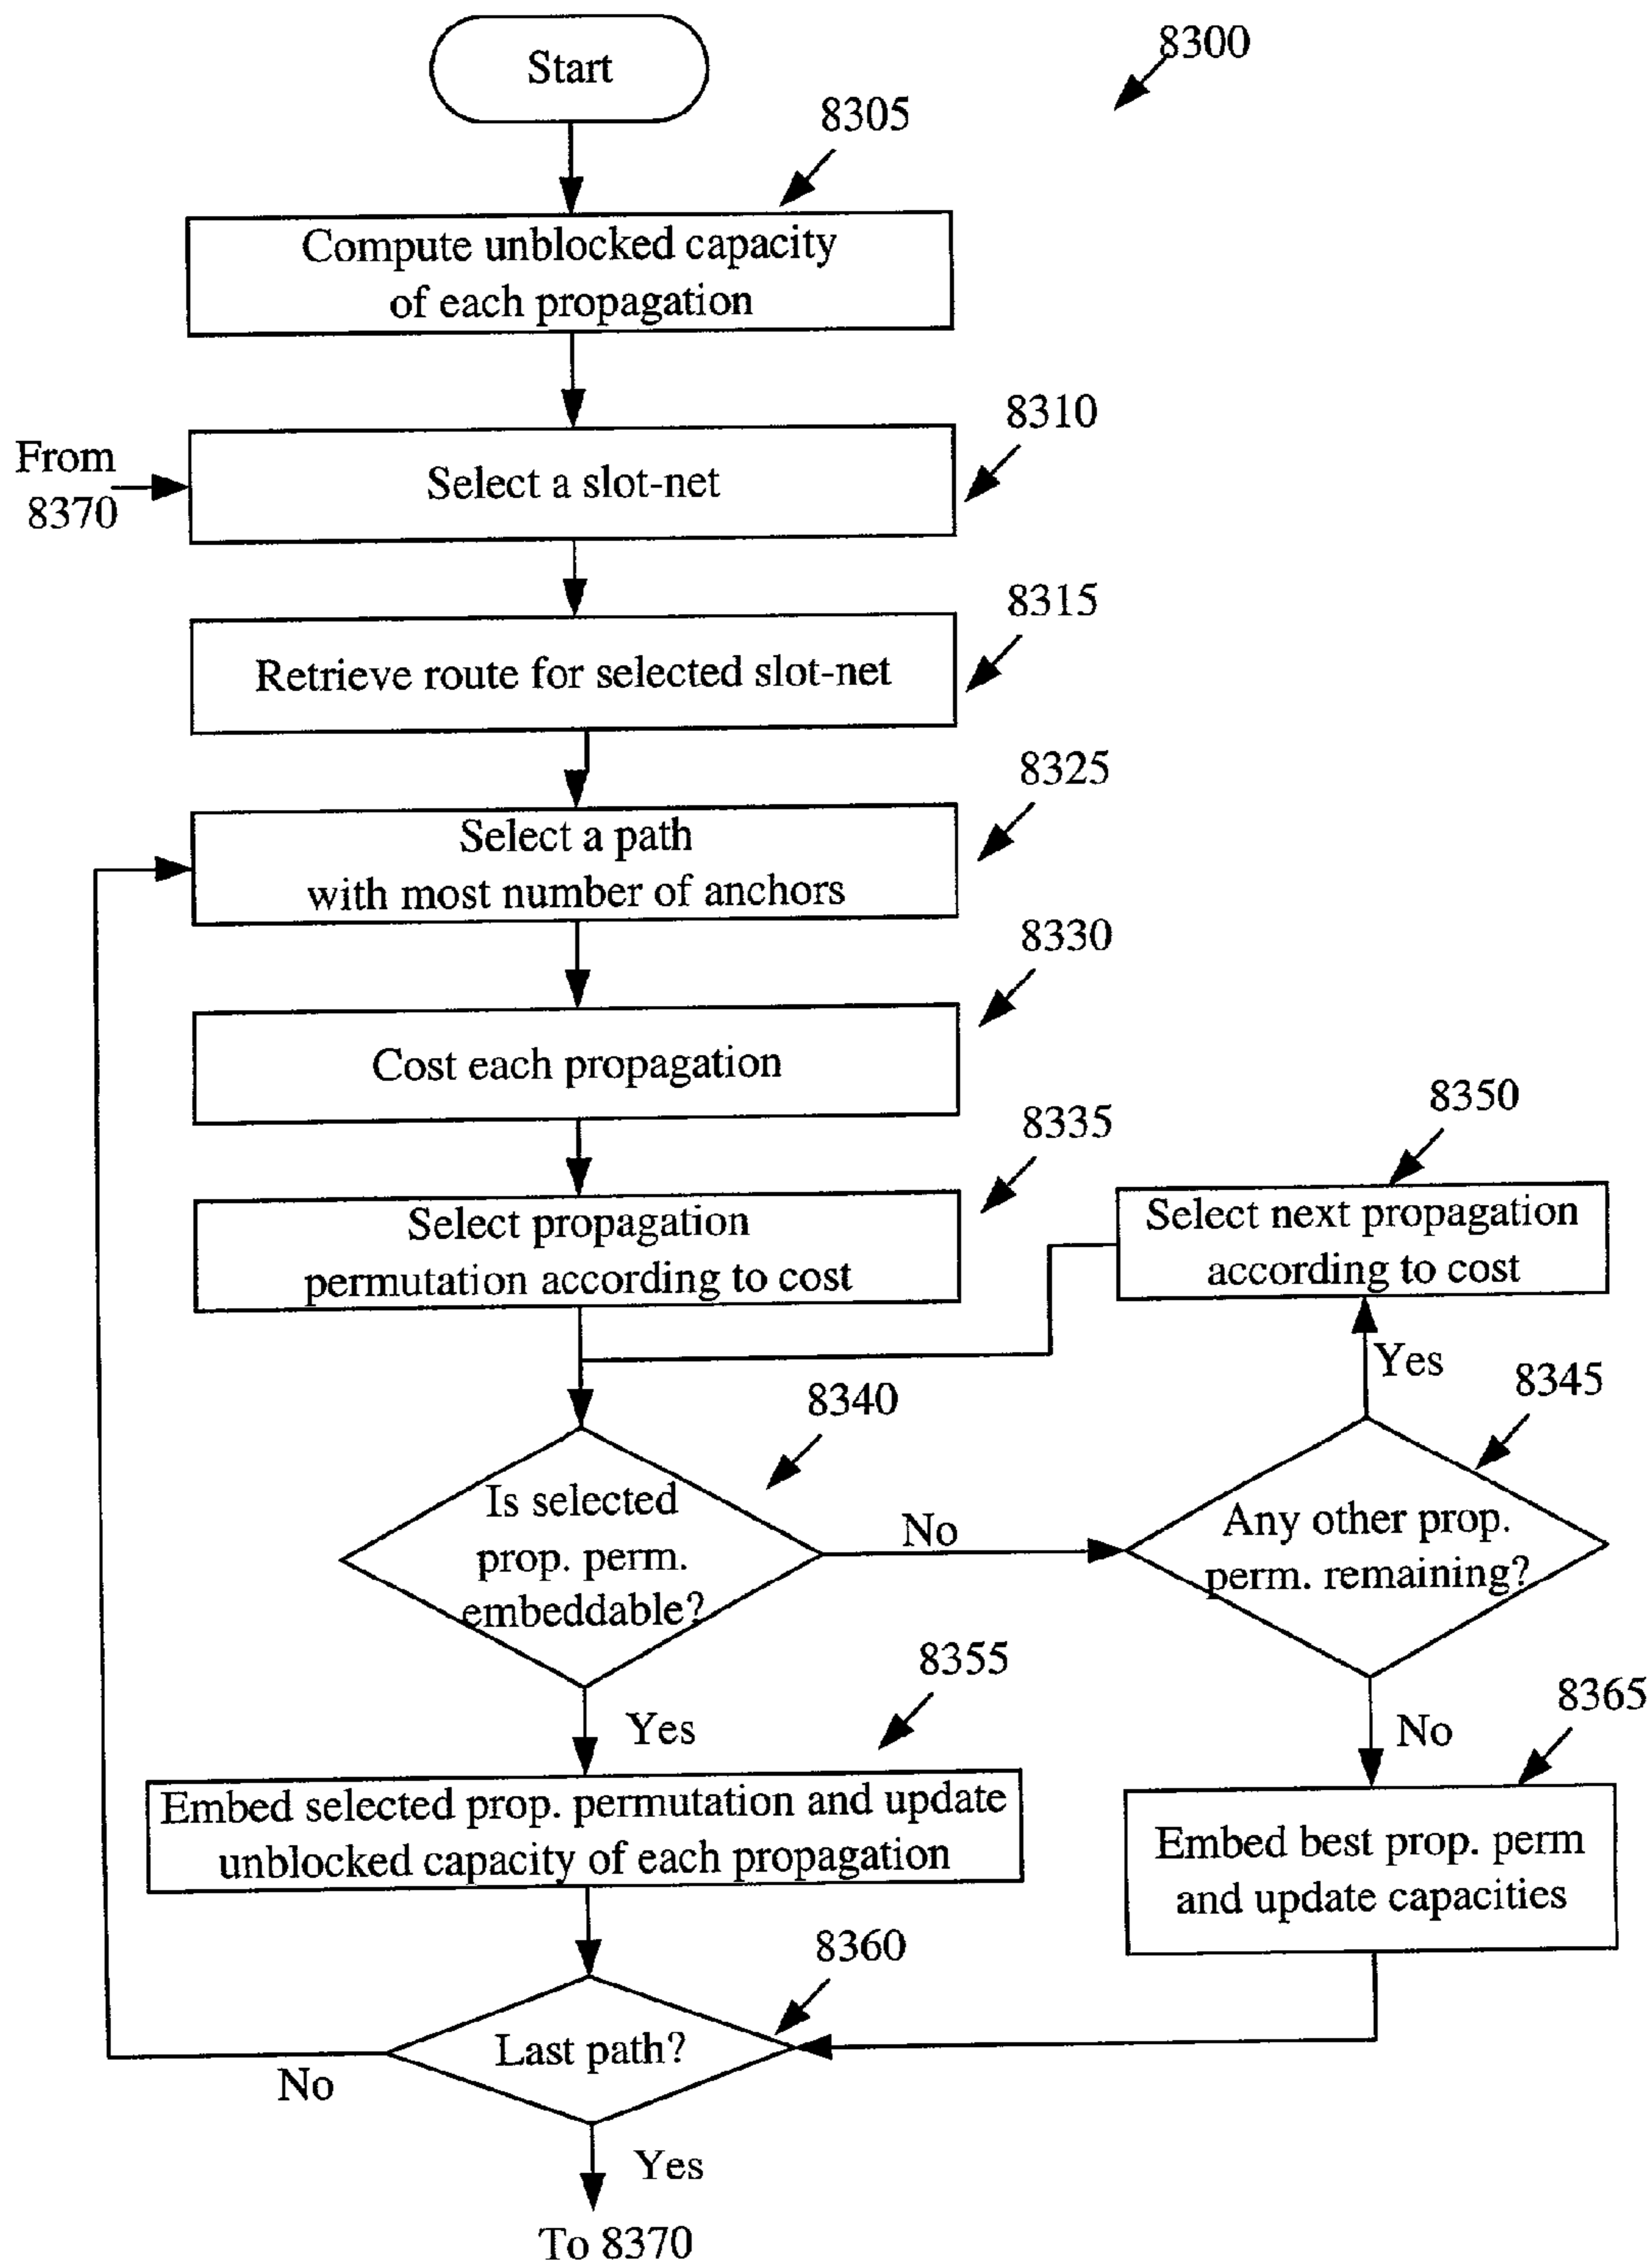 Start
8300
8305
Compute unblocked capacity
of each propagation
8310
From
8370
Select a slot-net
8315
Retrieve route for selected slot-net
8325
Select a path
with most number of anchors
8330
Cost each propagation
8335
8350
Select propagation
permutation according to cost
Select next propagation
according to cost
Yes
8340
8345
Is selected
prop. perm.
embeddable?
No
Any other prop.
perm. remaining?
8355
8365
Yes
No
Embed selected prop. permutation and update
unblocked capacity of each propagation
Embed best prop. perm
and update capacities
8360
Last path?
No
Yes
To 8370